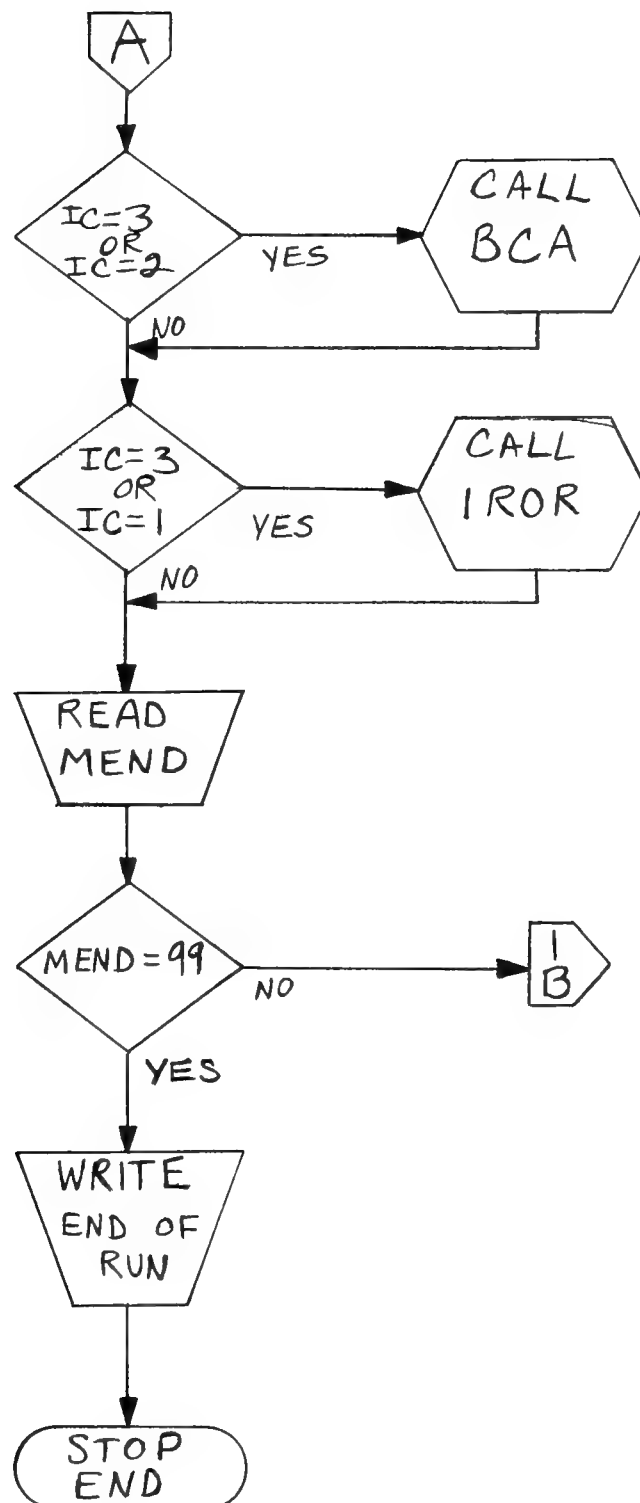 A
IC=3
OR
IC=2
YES
CALL
BCA
NO
IC=3
OR
IC=1
YES
CALL
IROR
NO
READ
MEND
MEND=99
NO
1
B
YES
WRITE
END OF
RUN
STOP
END